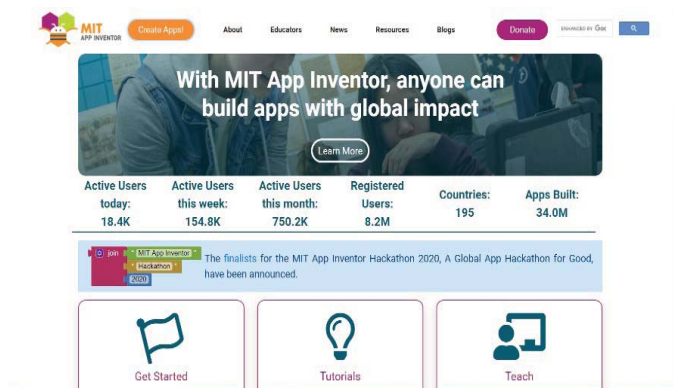 MIT
APP INVENTOR
Create Apps!
About
Educators
News
Resources
Blogs
Donate
ENHANCED BY Goo
With MIT App Inventor, anyone can
build apps with global impact
Learn More
Active Users
today:
18.4K
Active Users
this week:
154.8K
Active Users
this month:
750.2K
Registered
Users:
8.2M
Countries:
195
Apps Built:
34.0M
join
" MIT App Inventor "
" Hackathon "
2020
The finalists for the MIT App Inventor Hackathon 2020, A Global App Hackathon for Good,
have been announced.
Get Started
Tutorials
Teach